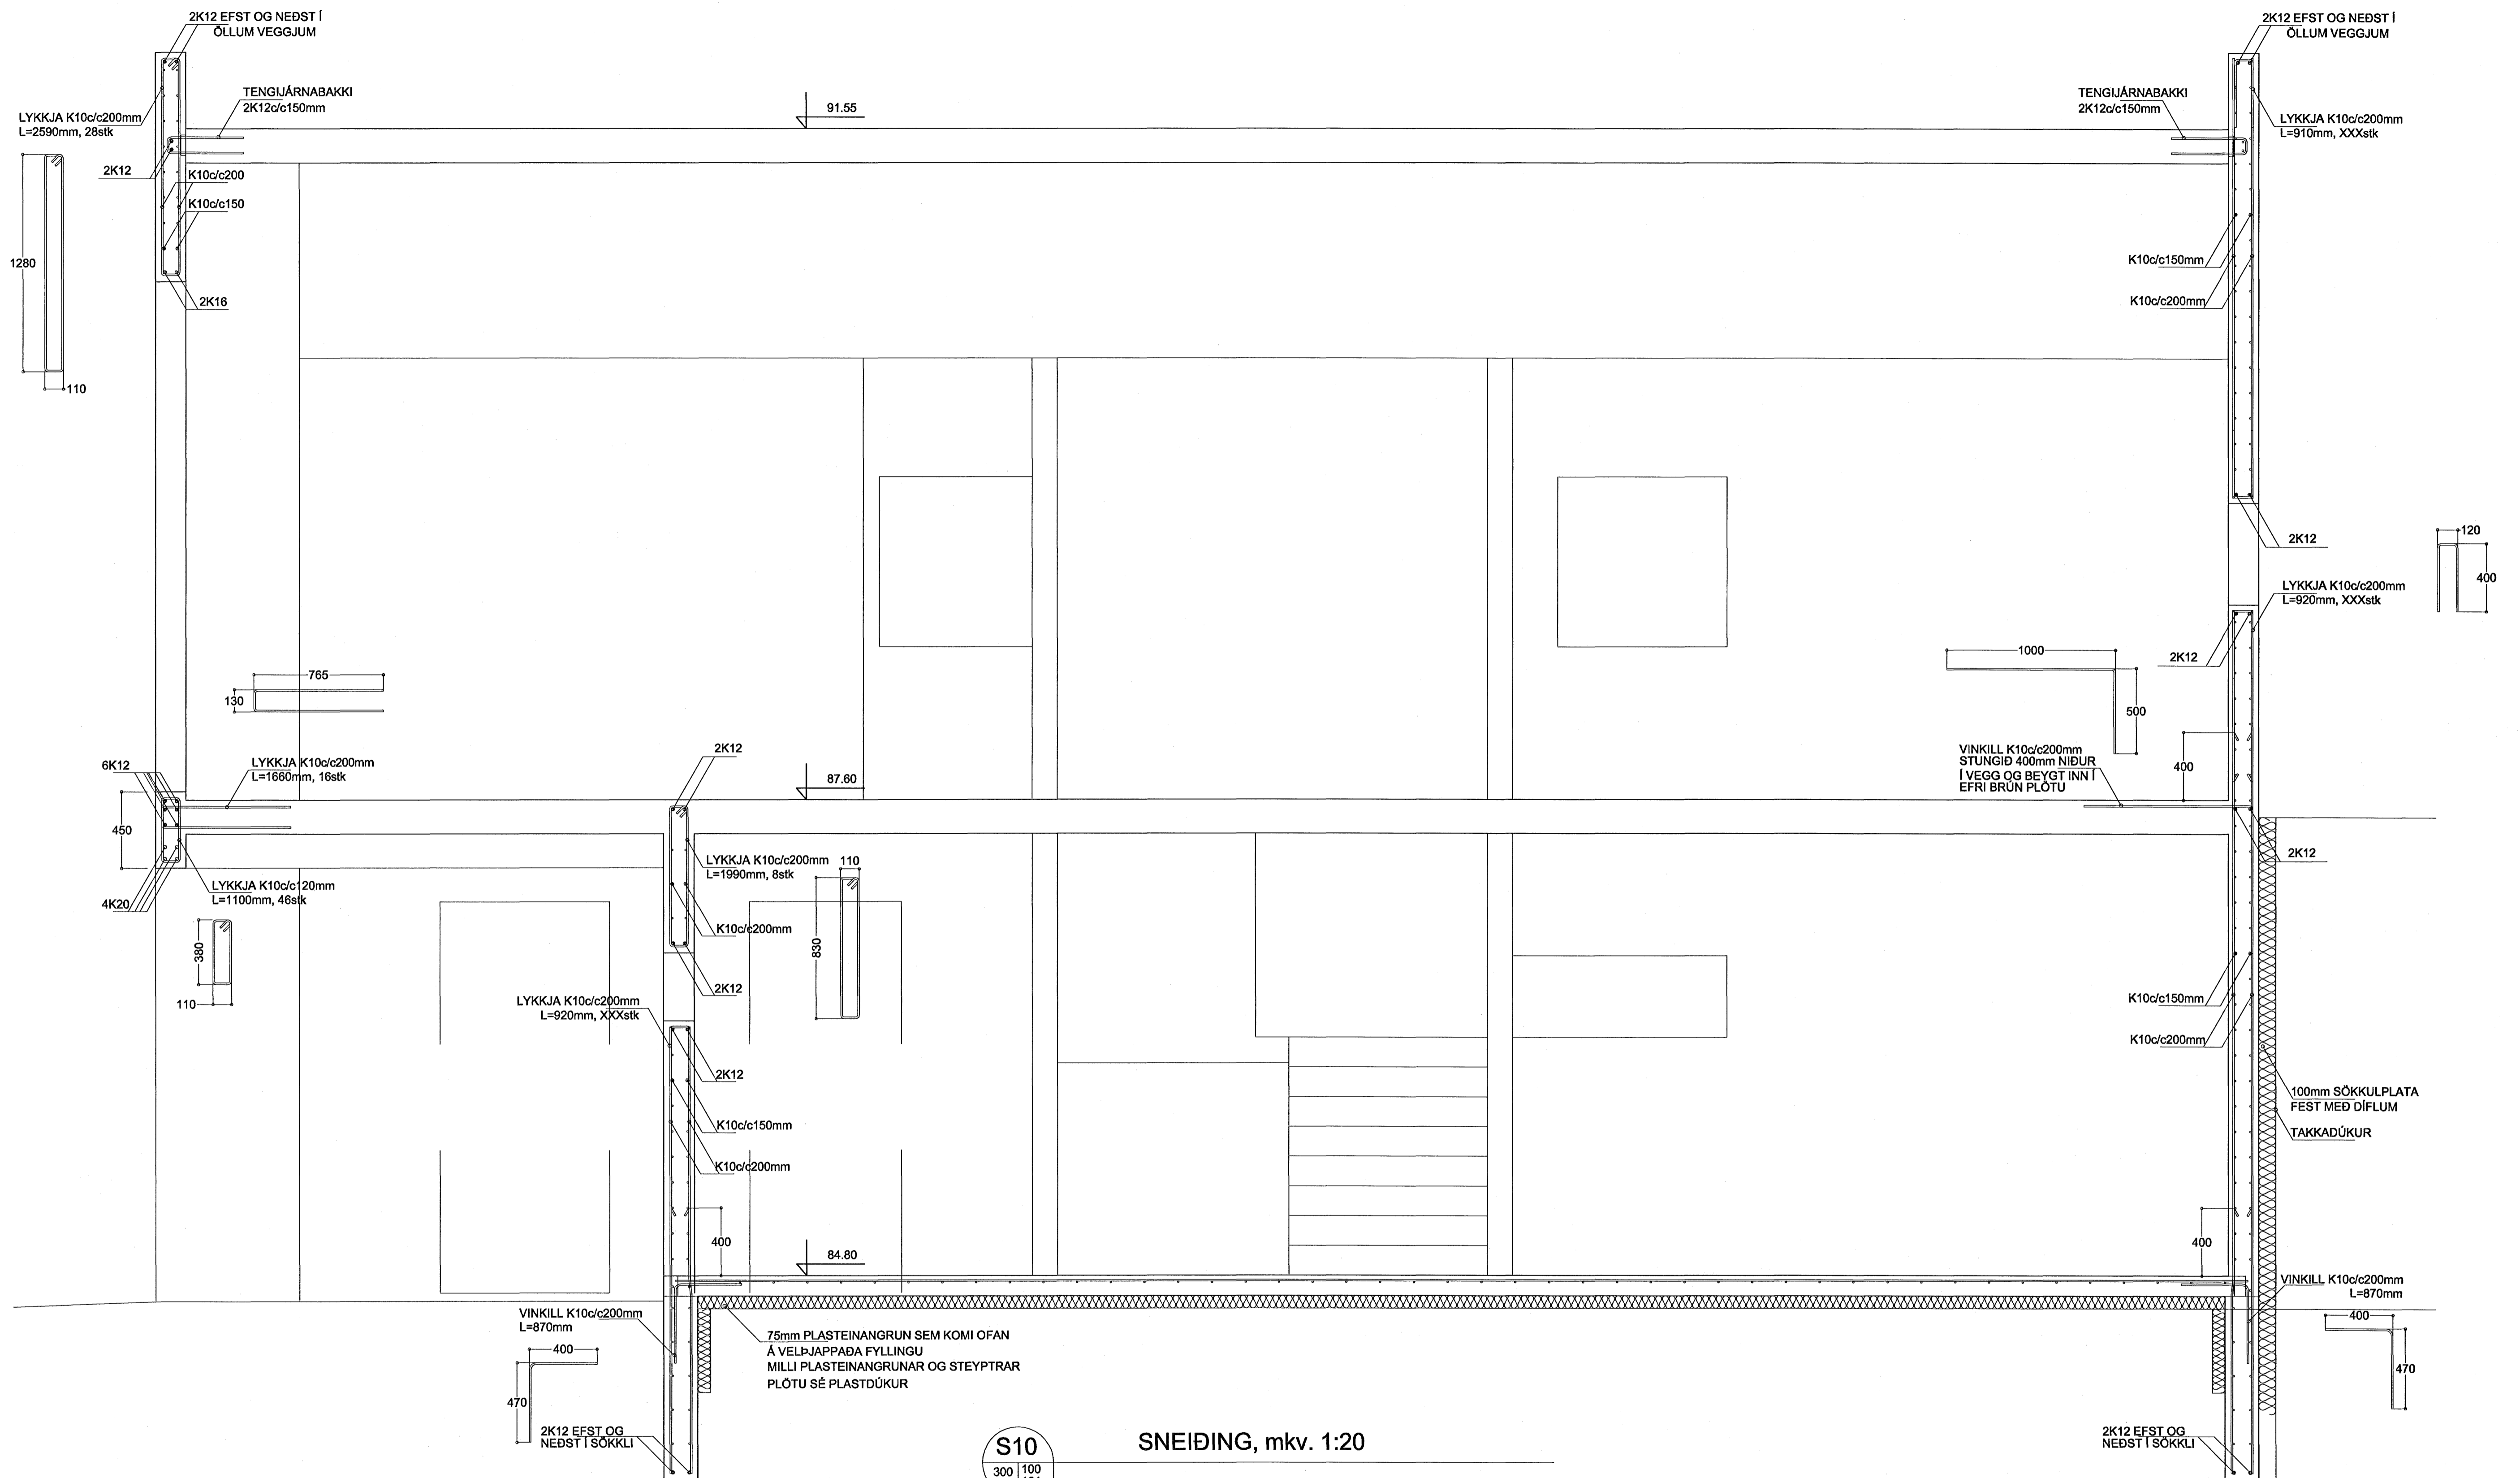 2K12 EFST OG NEÐST Í
ÖLLUM VEGGJUM
2K12 EFST OG NEÐST Í
ÖLLUM VEGGJUM
TENGIJÁRNABAKKI
2K12c/c150mm
91.55
TENGIJÁRNABAKKI
2K12c/c150mm
LYKKJA K10c/c200mm
L=2590mm, 28stk
LYKKJA K10c/c200mm
L=910mm, XXXstk
2K12
K10c/c200
K10c/c150
1280
110
2K16
K10c/c150mm
K10c/c200mm
2K12
120
400
LYKKJA K10c/c200mm
L=920mm, XXXstk
2K12
765
130
1000
500
400
VINKILL K10c/c200mm
STUNGIÐ 400mm NIÐUR
Í VEGG OG BEYGT INN Í
EFRI BRÚN PLÖTU
6K12
LYKKJA K10c/c200mm
L=1660mm, 16stk
2K12
87.60
450
2K12
LYKKJA K10c/c200mm
L=1990mm, 8stk
110
4K20
LYKKJA K10c/c120mm
L=1100mm, 46stk
380
110
K10c/c200mm
830
2K12
LYKKJA K10c/c200mm
L=920mm, XXXstk
K10c/c150mm
K10c/c200mm
2K12
K10c/c150mm
K10c/c200mm
100mm SÖKKULPLATA
FEST MEÐ DÍFLUM
TAKKADÚKUR
400
84.80
400
VINKILL K10c/c200mm
L=870mm
VINKILL K10c/c200mm
L=870mm
400
470
75mm PLASTEINANGRUN SEM KOMI OFAN
Á VELÞJAPPAÐA FYLLINGU
MILLI PLASTEINANGRUNAR OG STEYPTRAR
PLÖTU SÉ PLASTDÚKUR
400
470
2K12 EFST OG
NEÐST Í SÖKKLI
S10
300 100
SNEIÐING, mkv. 1:20
2K12 EFST OG
NEÐST Í SÖKKLI